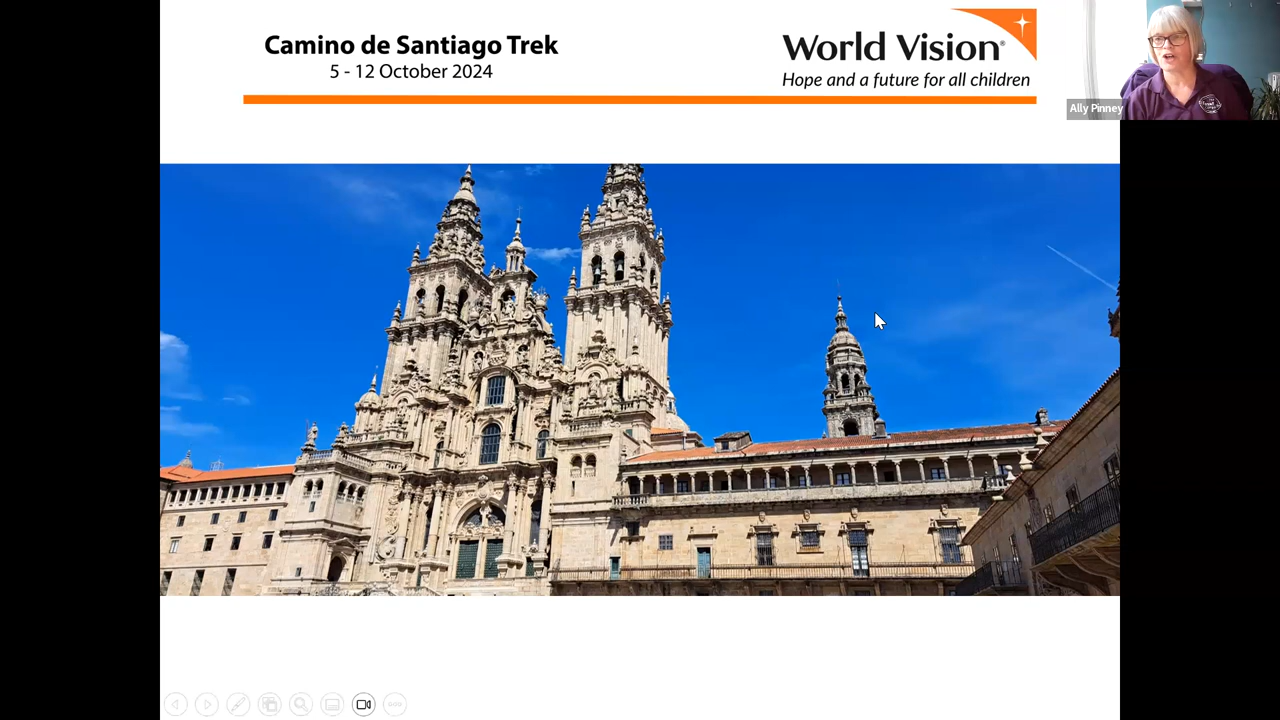 Camino de Santiago Trek
5 - 12 October 2024
World Vision®
Hope and a future for all children
Ally Pinney